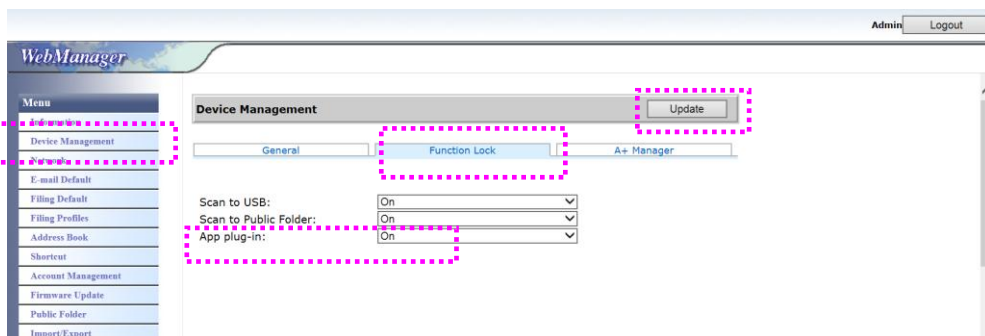 Admin Logout
WebManager
Menu
Information
Device Management
Network
E-mail Default
Filing Default
Filing Profiles
Address Book
Shortcut
Account Management
Firmware Update
Public Folder
Import/Export
Device Management Update
General Function Lock A+ Manager
Scan to USB: On
Scan to Public Folder: On
App plug-in: On